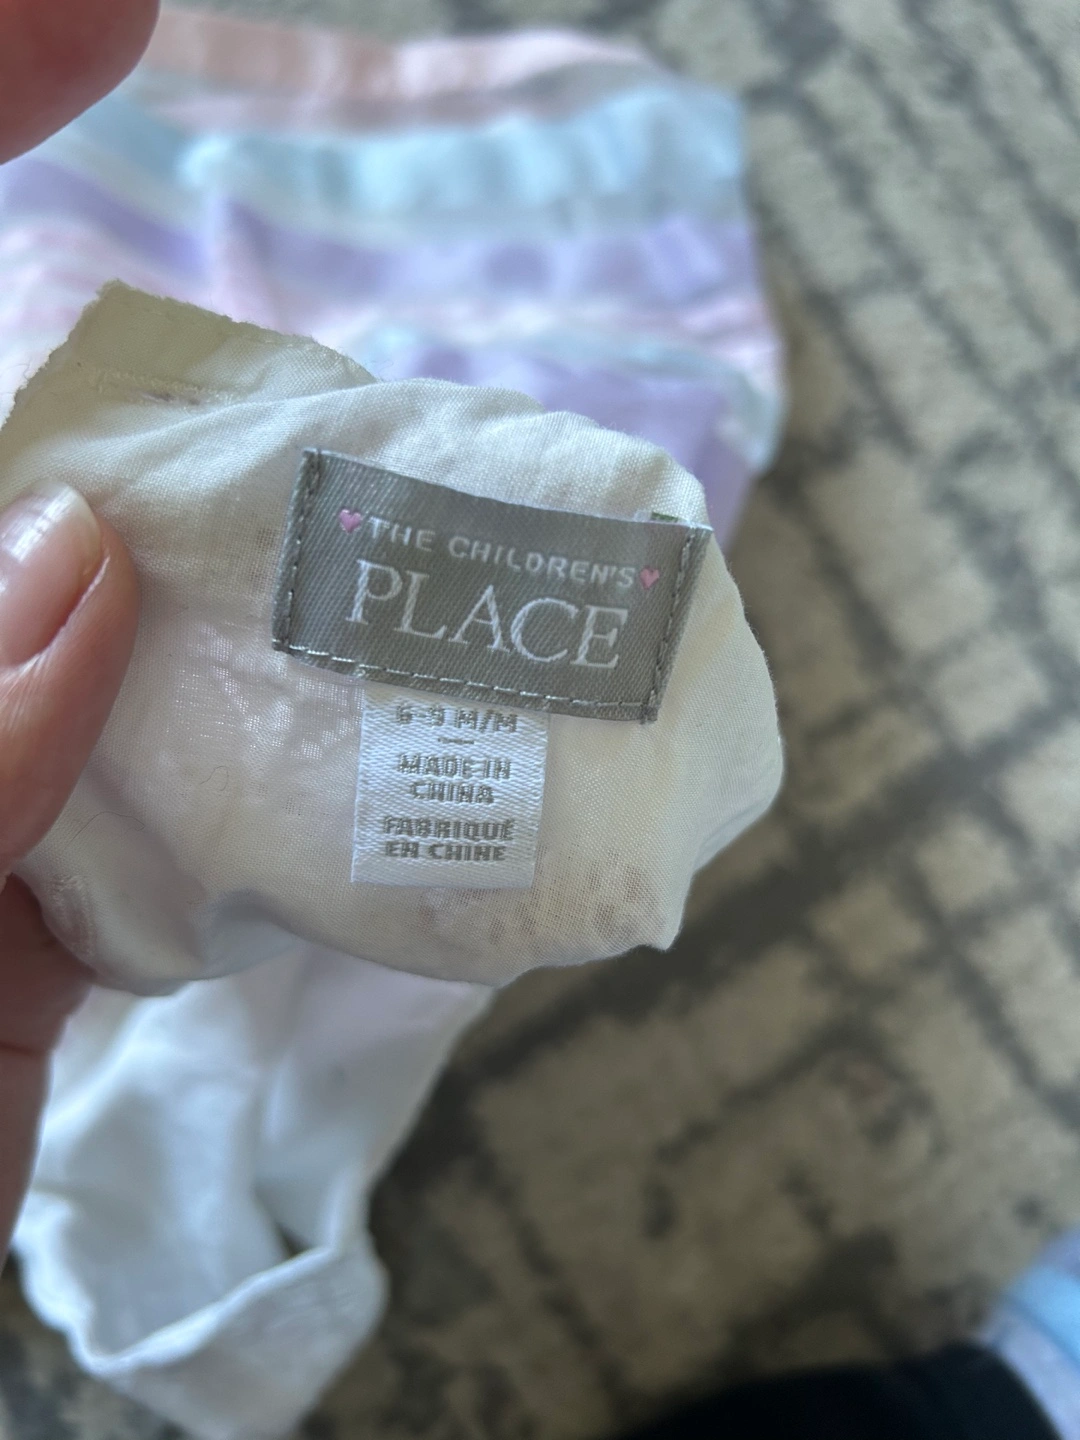 THE CHILDREN'S
PLACE
6-9 M/M
MADE IN
CHINA
FABRIQUÉ
EN CHINE